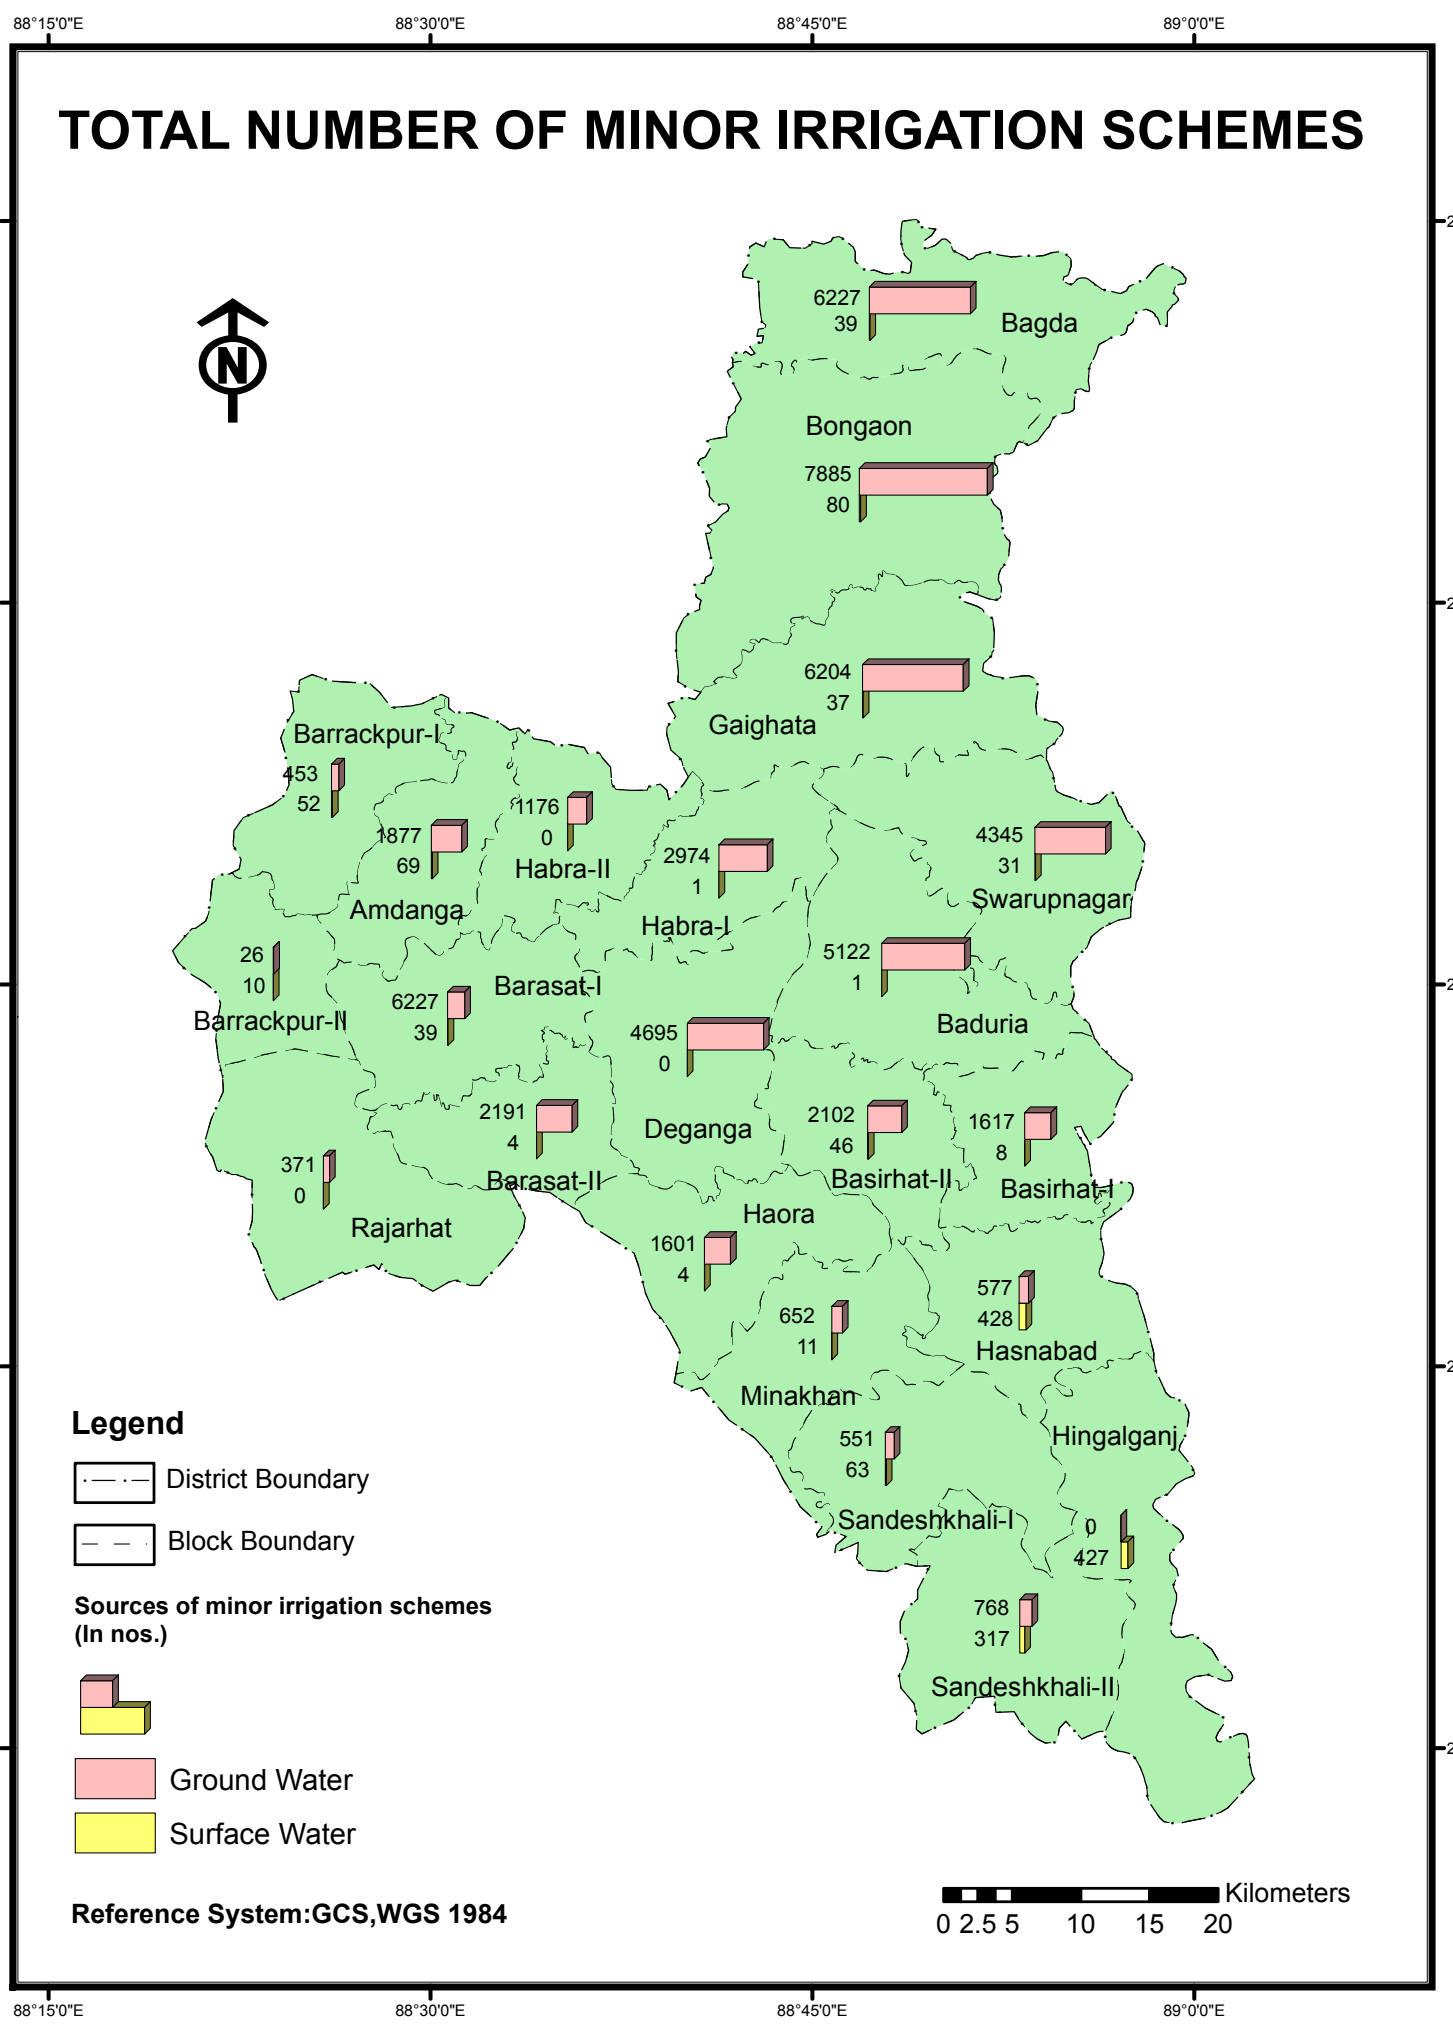 88°15'0"E 88°30'0"E 88°45'0"E 89°0'0"E
TOTAL NUMBER OF MINOR IRRIGATION SCHEMES
6227
39
Bagda
Bongaon
7885
80
6204
37
Gaighata
Barrackpur-I
453
52
1877
69
Amdanga
1176
0
Habra-II
2974
1
Habra-I
4345
31
Swarupnagar
5122
1
Baduria
26
10
Barrackpur-II
Barasat-I
6227
39
4695
0
Deganga
2191
4
Barasat-II
2102
46
Basirhat-II
1617
8
Basirhat-I
371
0
Rajarhat
Haora
1601
4
577
428
Hasnabad
652
11
Minakhan
Hingalganj
551
63
Sandeshkhali-I
0
427
768
317
Sandeshkhali-II
Legend
District Boundary
Block Boundary
Sources of minor irrigation schemes
(In nos.)
Ground Water
Surface Water
Reference System:GCS,WGS 1984
Kilometers
0 2.5 5 10 15 20
88°15'0"E 88°30'0"E 88°45'0"E 89°0'0"E
N